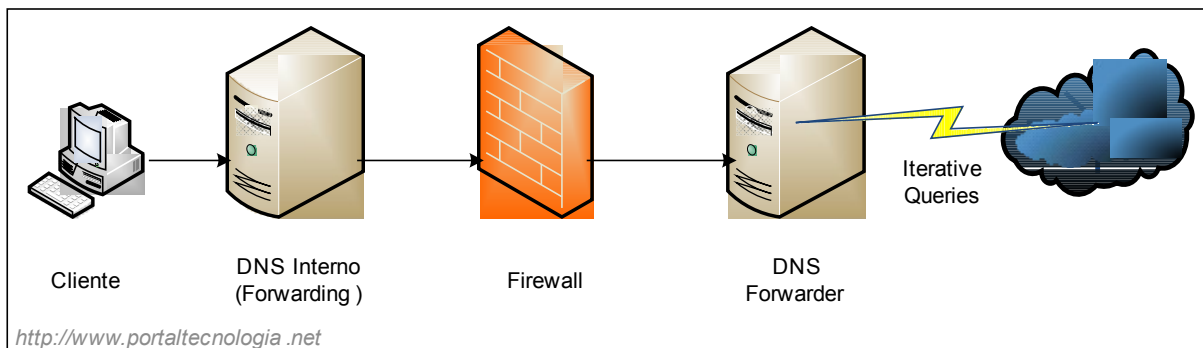 Iterative
Queries
Cliente
DNS Interno
(Forwarding )
Firewall
DNS
Forwarder
http://www.portaltecnologia .net